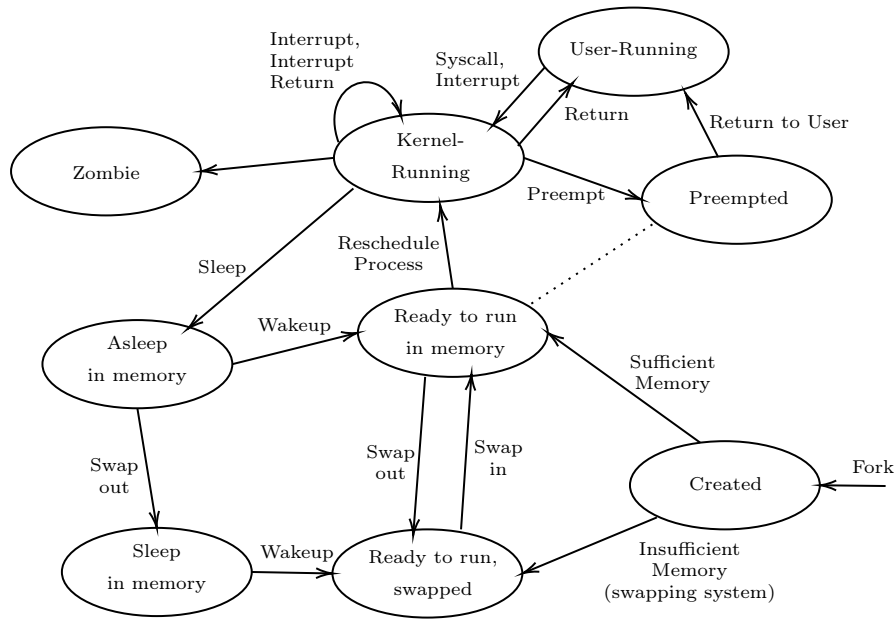 Interrupt,
Interrupt
Return
Syscall,
Interrupt
User-Running
Return
Return to User
Kernel-
Running
Zombie
Preempt
Preempted
Sleep
Reschedule
Process
Wakeup
Ready to run
in memory
Asleep
in memory
Sufficient
Memory
Swap
out
Swap
out
Swap
in
Created
Fork
Sleep
in memory
Wakeup
Ready to run,
swapped
Insufficient
Memory
(swapping system)